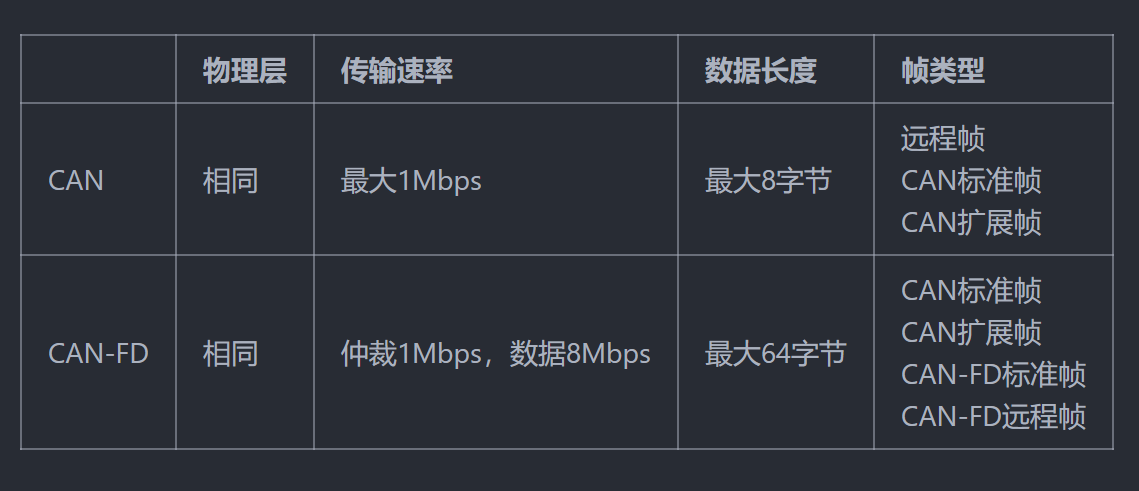 物理层 传输速率 数据长度 帧类型
CAN 相同 最大1Mbps 最大8字节 远程帧
CAN标准帧
CAN扩展帧
CAN-FD 相同 仲裁1Mbps，数据8Mbps 最大64字节 CAN标准帧
CAN扩展帧
CAN-FD标准帧
CAN-FD远程帧